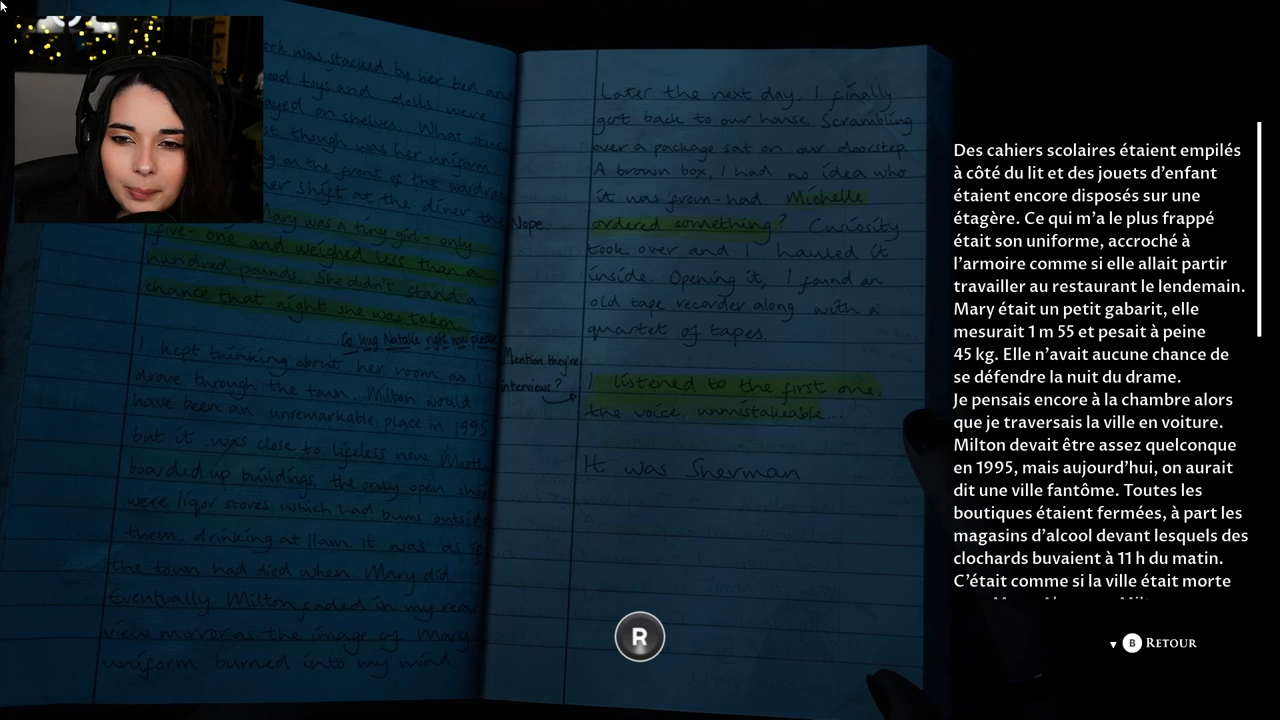 ork was stacked by her bed and
ood toys and dolls were
ayed on shelves. What stuck
st though was her uniform
g on the front of the wardrobe
her shift at the diner the
Mary was a tiny girl - only
five-one and weighed less than a
hundred pounds. She didn't stand a
chance that night she was taken
Go hug Natalie right now please
I kept thinking about her room as I
drove through the town. Milton would
have been an unremarkable place in 1995
but it was close to lifeless now. Mostly
boarded up buildings, the only open shops
were liqor stores which had bums outside
them, drinking at 11am. It was as if
the town had died when Mary did.
Eventually Milton faded in my rear
view mirror as the image of Mary
uniform burned into my mind.
Later the next day, I finally
got back to our house. Scrambling
over a package sat on our doorstep.
A brown box, I had no idea who
it was from - had Michelle
Nope.
ordered something? Curiosity
took over and I hauled it
inside. Opening it, I found an
old tape recorder along with a
quartet of tapes.
Mention they're
interviews?
I listened to the first one,
the voice, unmistakeable...
It was Sherman
R
Des cahiers scolaires étaient empilés
à côté du lit et des jouets d'enfant
étaient encore disposés sur une
étagère. Ce qui m'a le plus frappé
était son uniforme, accroché à
l'armoire comme si elle allait partir
travailler au restaurant le lendemain.
Mary était un petit gabarit, elle
mesurait 1 m 55 et pesait à peine
45 kg. Elle n'avait aucune chance de
se défendre la nuit du drame.
Je pensais encore à la chambre alors
que je traversais la ville en voiture.
Milton devait être assez quelconque
en 1995, mais aujourd'hui, on aurait
dit une ville fantôme. Toutes les
boutiques étaient fermées, à part les
magasins d'alcool devant lesquels des
clochards buvaient à 11 h du matin.
C'était comme si la ville était morte
B RETOUR